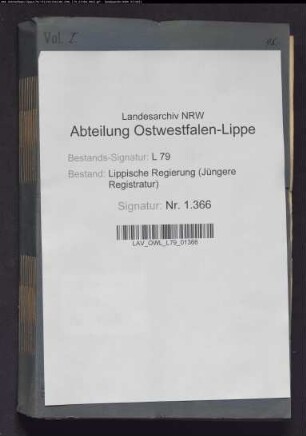 Vol. I
Landesarchiv NRW
Abteilung Ostwestfalen-Lippe
Bestands-Signatur: L 79
Bestand: Lippische Regierung (Jüngere
Registratur)
Signatur: Nr. 1.366
LAV_OWL_L79_01366